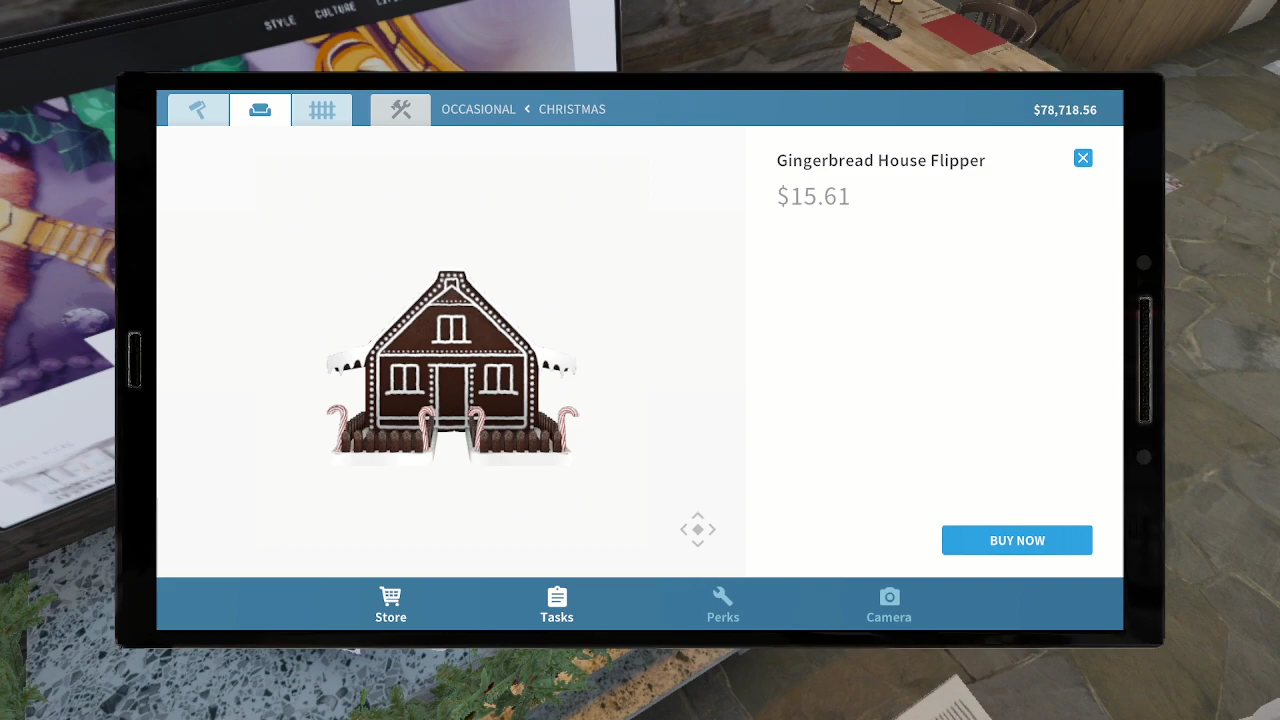 STYLE CULTURE
OCCASIONAL < CHRISTMAS
$78,718.56
Gingerbread House Flipper
$15.61
BUY NOW
Store
Tasks
Perks
Camera